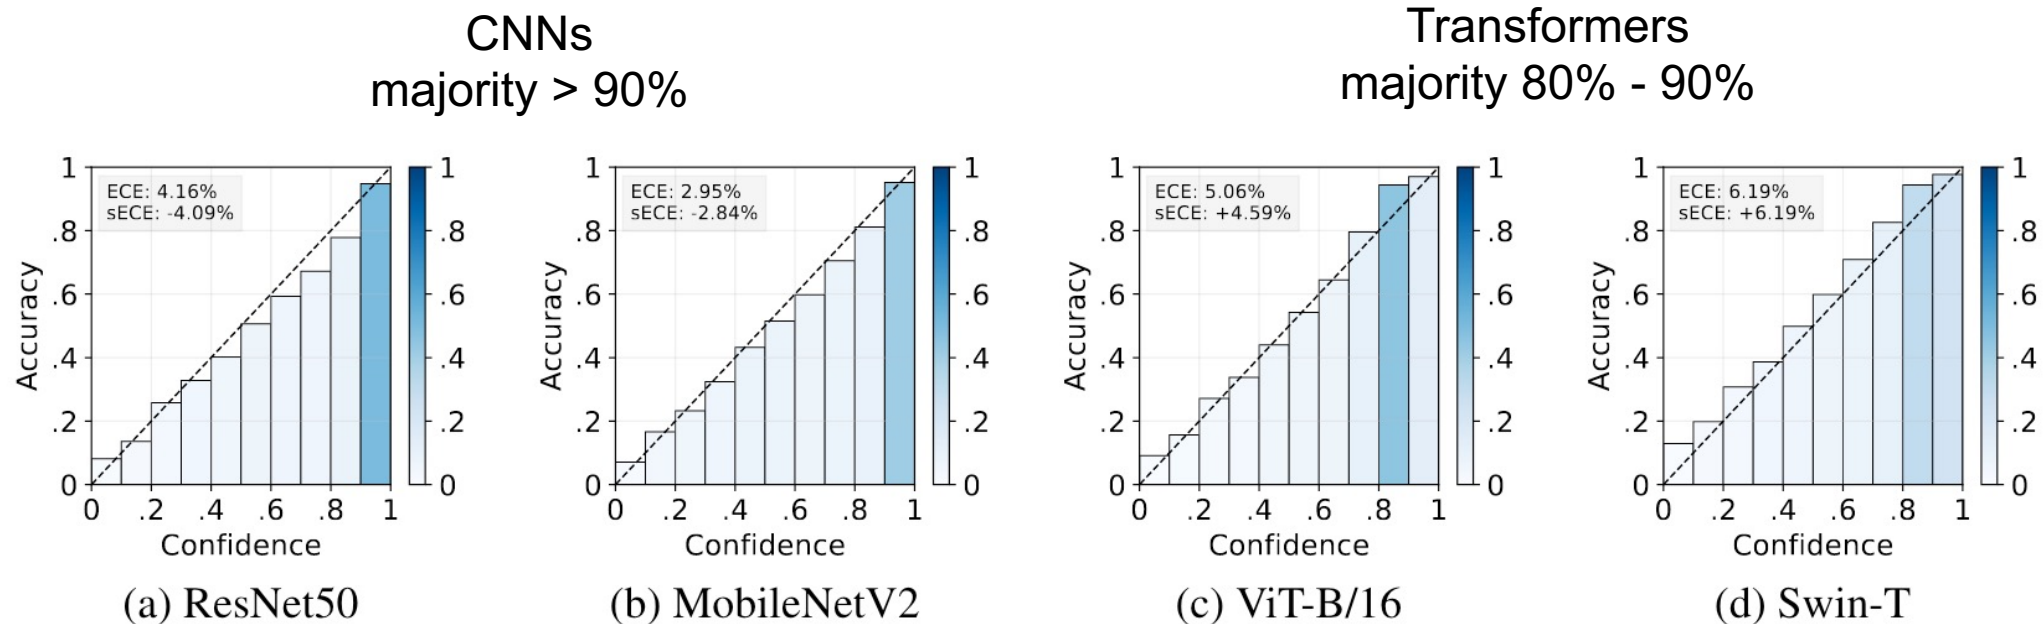 CNNs
majority > 90%
Transformers
majority 80% - 90%
ECE: 4.16%
sECE: -4.09%
1
.8
.6
.4
.2
0
Accuracy
0 .2 .4 .6 .8 1
Confidence
1
.8
.6
.4
.2
0
(a) ResNet50
ECE: 2.95%
sECE: -2.84%
1
.8
.6
.4
.2
0
Accuracy
0 .2 .4 .6 .8 1
Confidence
1
.8
.6
.4
.2
0
(b) MobileNetV2
ECE: 5.06%
sECE: +4.59%
1
.8
.6
.4
.2
0
Accuracy
0 .2 .4 .6 .8 1
Confidence
1
.8
.6
.4
.2
0
(c) ViT-B/16
ECE: 6.19%
sECE: +6.19%
1
.8
.6
.4
.2
0
Accuracy
0 .2 .4 .6 .8 1
Confidence
1
.8
.6
.4
.2
0
(d) Swin-T